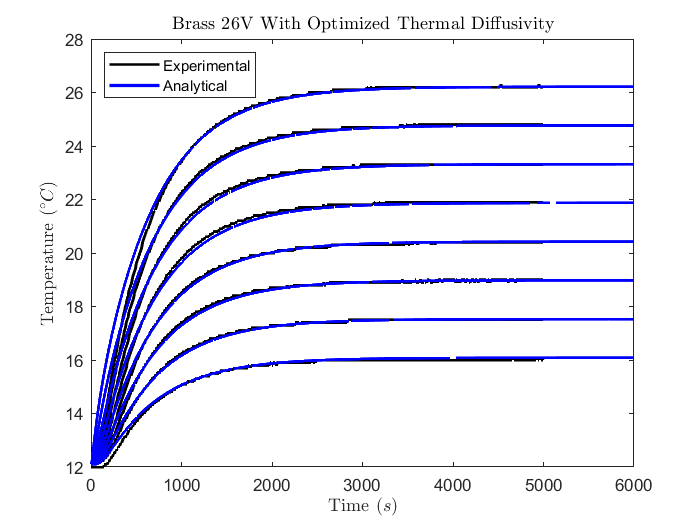 Brass 26V With Optimized Thermal Diffusivity
28
26
24
22
20
18
16
14
12
Temperature (°C)
Experimental
Analytical
0 1000 2000 3000 4000 5000 6000
Time (s)